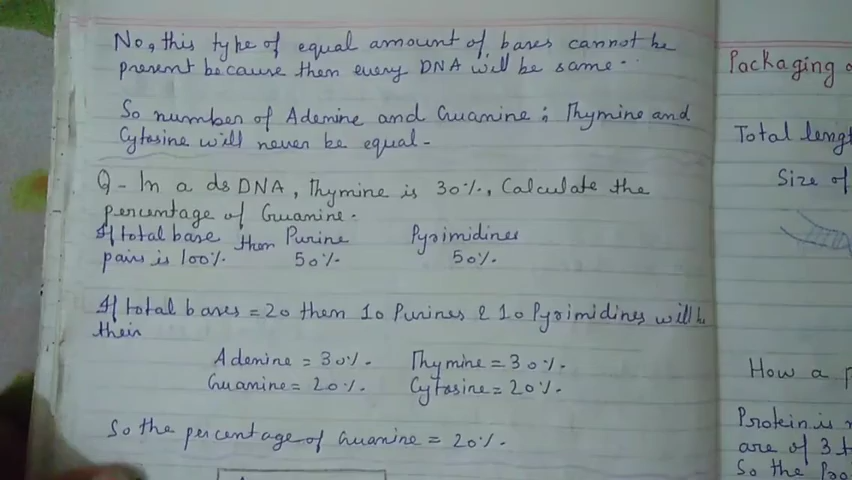 No, this type of equal amount of bases cannot be
present because then every DNA will be same.
So number of Adenine and Guanine ; Thymine and
Cytosine will never be equal.
Q- In a ds DNA, Thymine is 30%, Calculate the
percentage of Guanine.
If total base then Purine Pyrimidines
pairs is 100% 50% 50%.
If total bases = 20 then 10 Purines & 10 Pyrimidines will be
their
Adenine = 30%. Thymine = 30%.
Guanine = 20%. Cytosine = 20%.
So the percentage of Guanine = 20%.
Packaging
Total length
Size of
How a
Protein is
are of 3
So the